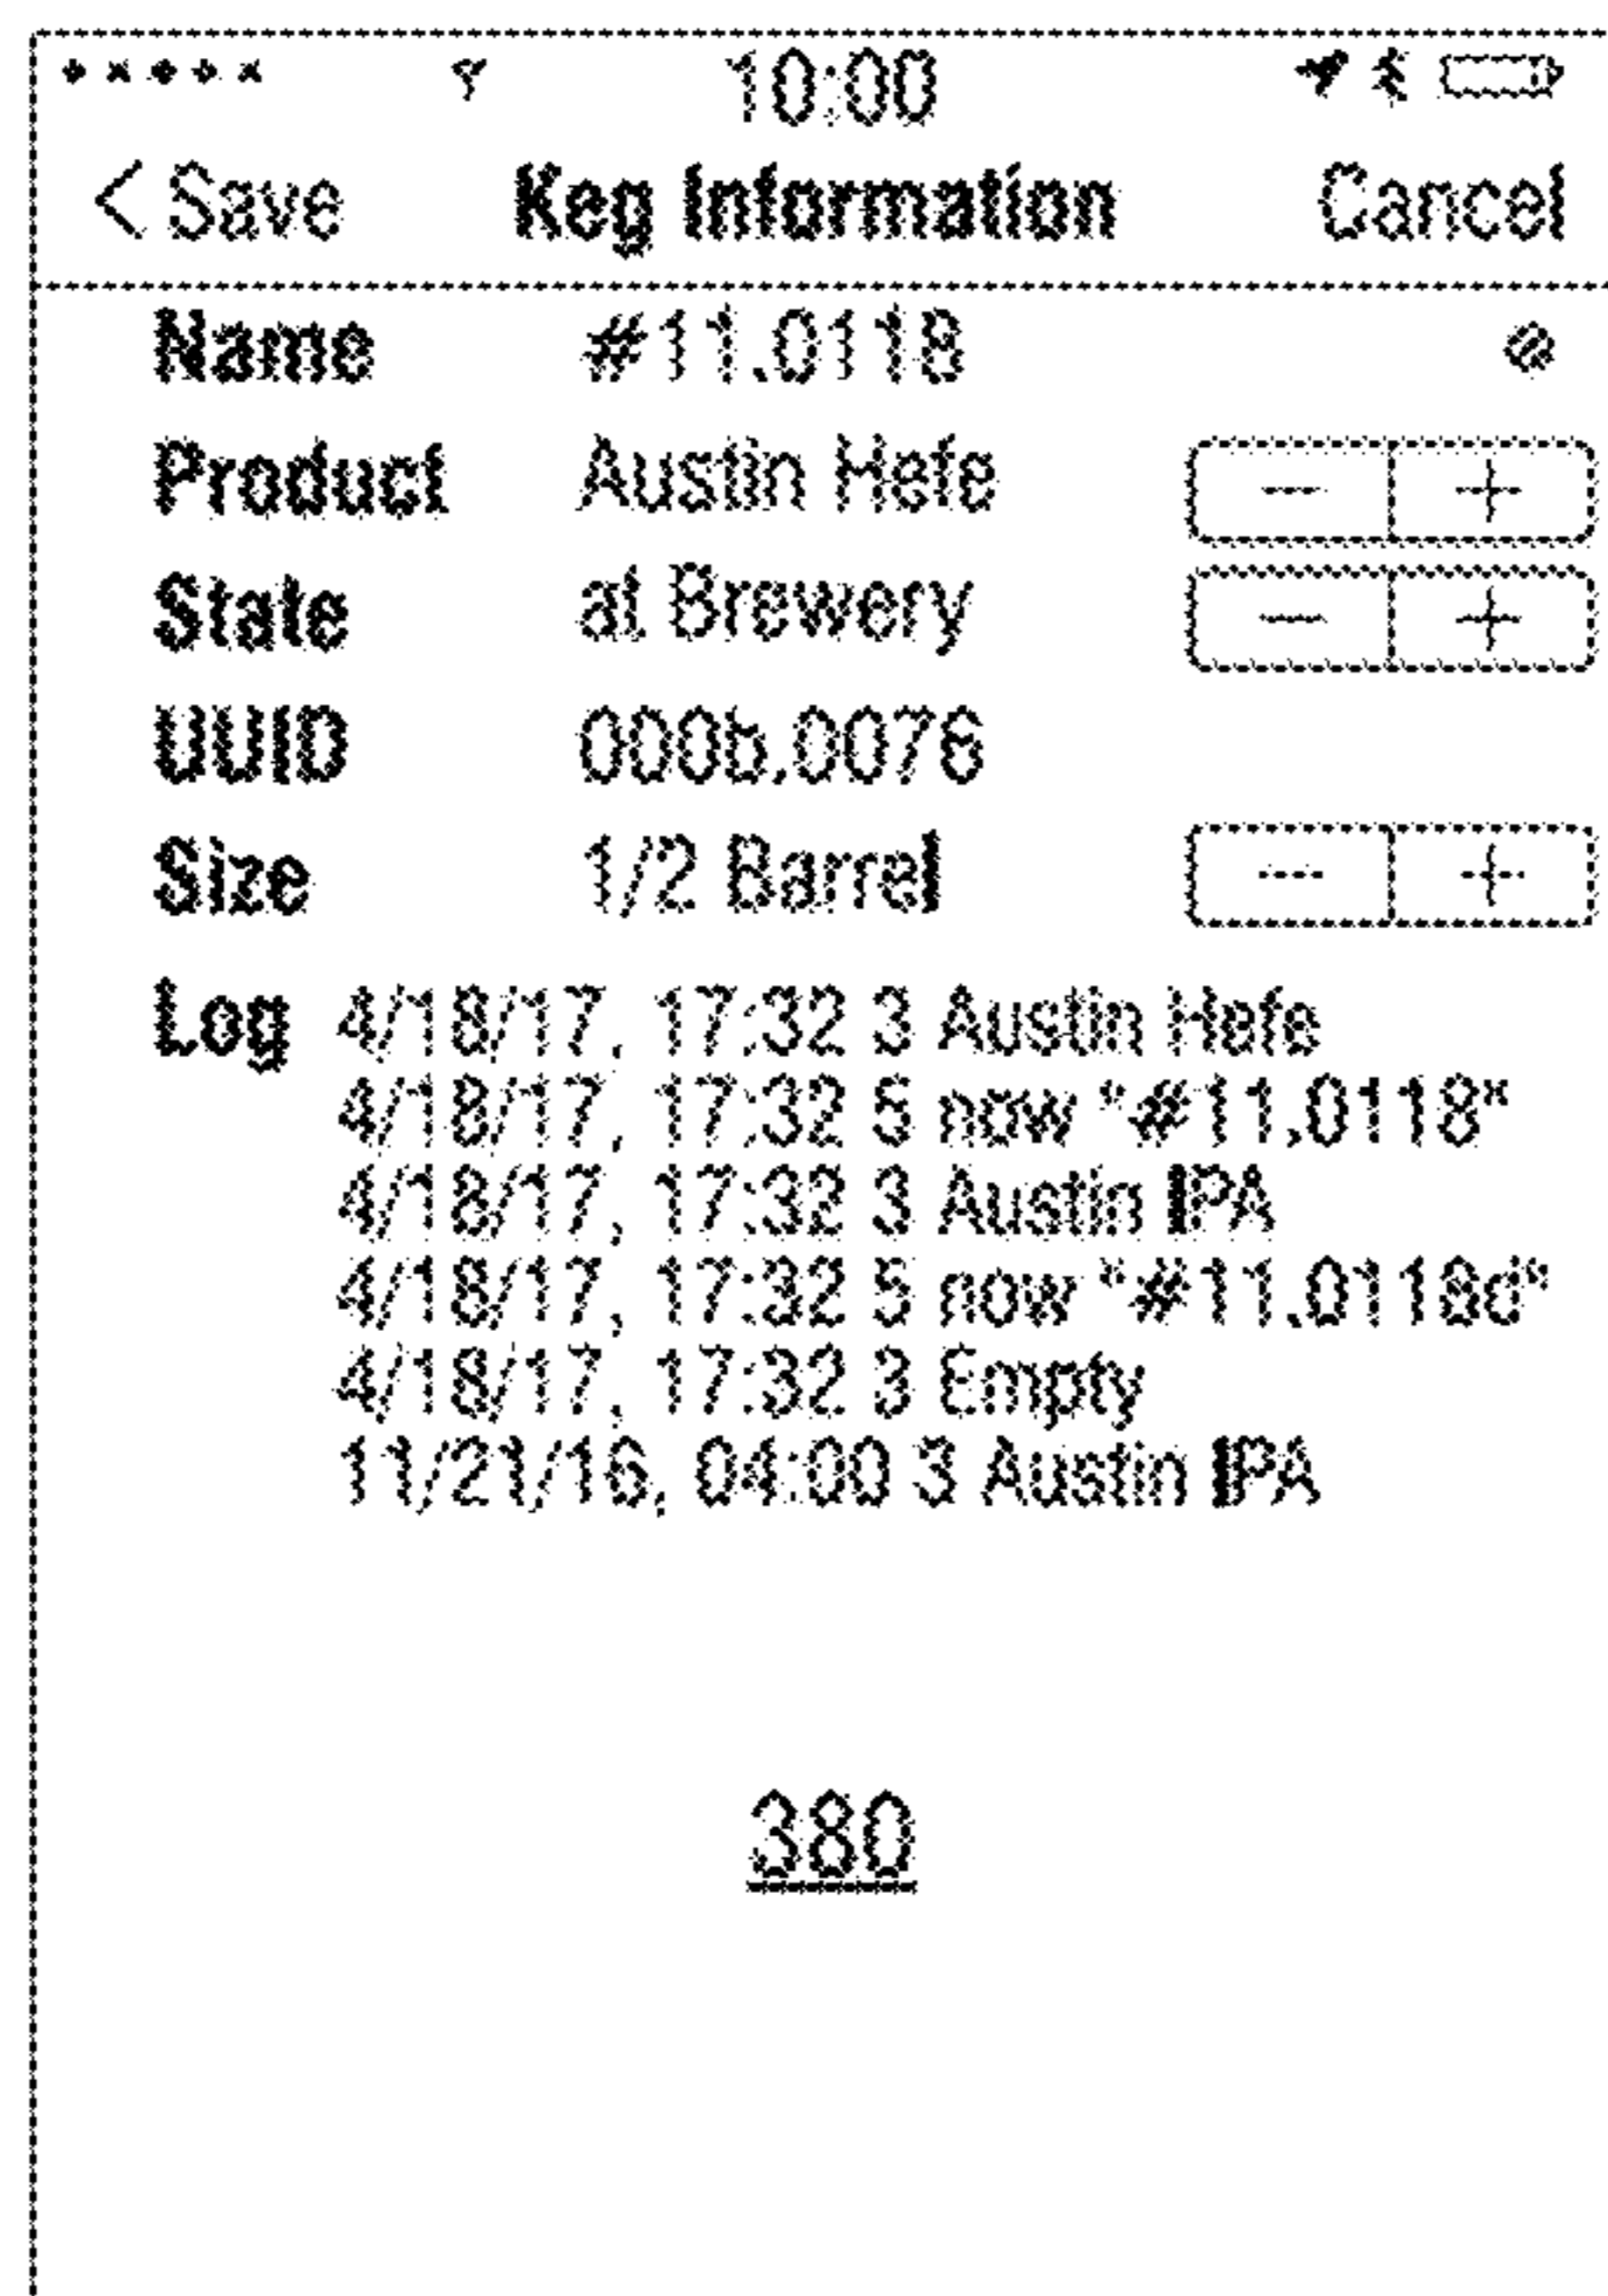 10:00
< Save Keg Information Cancel
Name #11.0118
Product Austin Hefe - +
State at Brewery - +
UUID 000b.0076
Size 1/2 Barrel - +
Log 4/18/17, 17:32 3 Austin Hefe
4/18/17, 17:32 5 now "#11.0118"
4/18/17, 17:32 3 Austin IPA
4/18/17, 17:32 5 now "#11.0118d"
4/18/17, 17:32 3 Empty
11/21/16, 04:00 3 Austin IPA
380